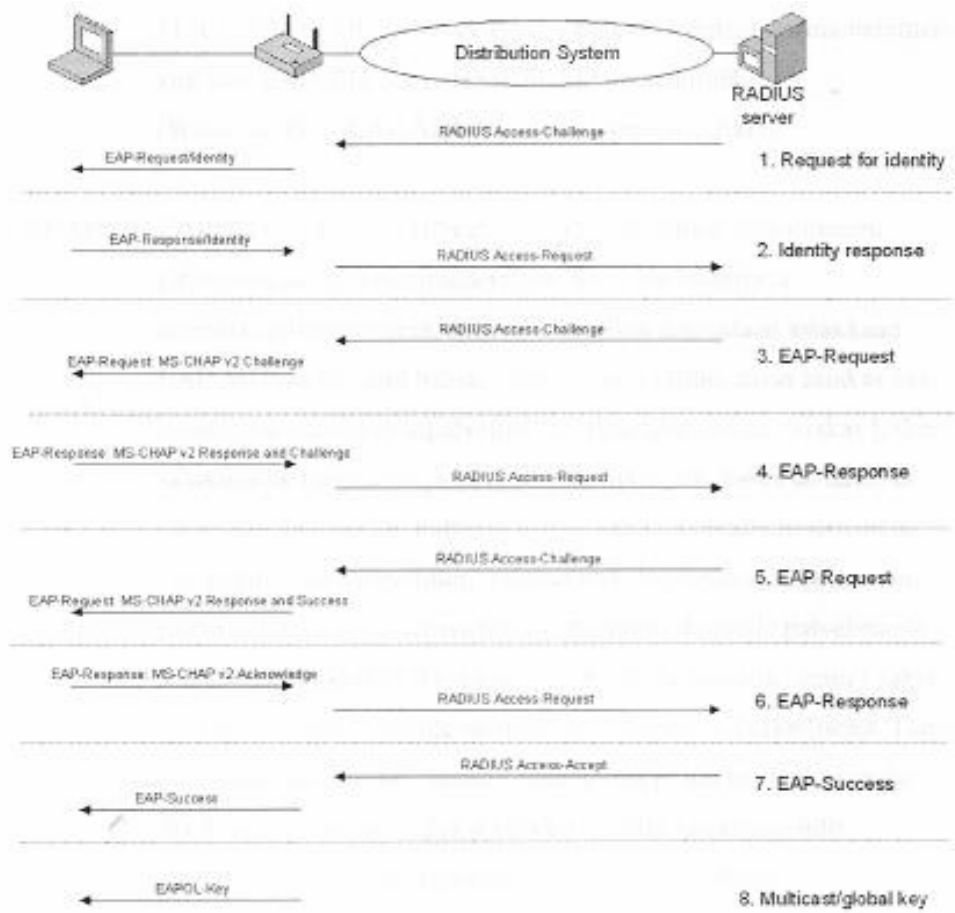 Distribution System
RADIUS
server
RADIUS Access-Challenge
EAP-Request/Identity
1. Request for identity
EAP-Response/Identity
RADIUS Access-Request
2. Identity response
RADIUS Access-Challenge
EAP-Request: MS-CHAP v2 Challenge
3. EAP-Request
EAP-Response: MS-CHAP v2 Response and Challenge
RADIUS Access-Request
4. EAP-Response
RADIUS Access-Challenge
5. EAP Request
EAP-Request: MS-CHAP v2 Response and Success
EAP-Response: MS-CHAP v2 Acknowledge
RADIUS Access-Request
6. EAP-Response
RADIUS Access-Accept
7. EAP-Success
EAP-Success
EAPOL-Key
8. Multicast/global key